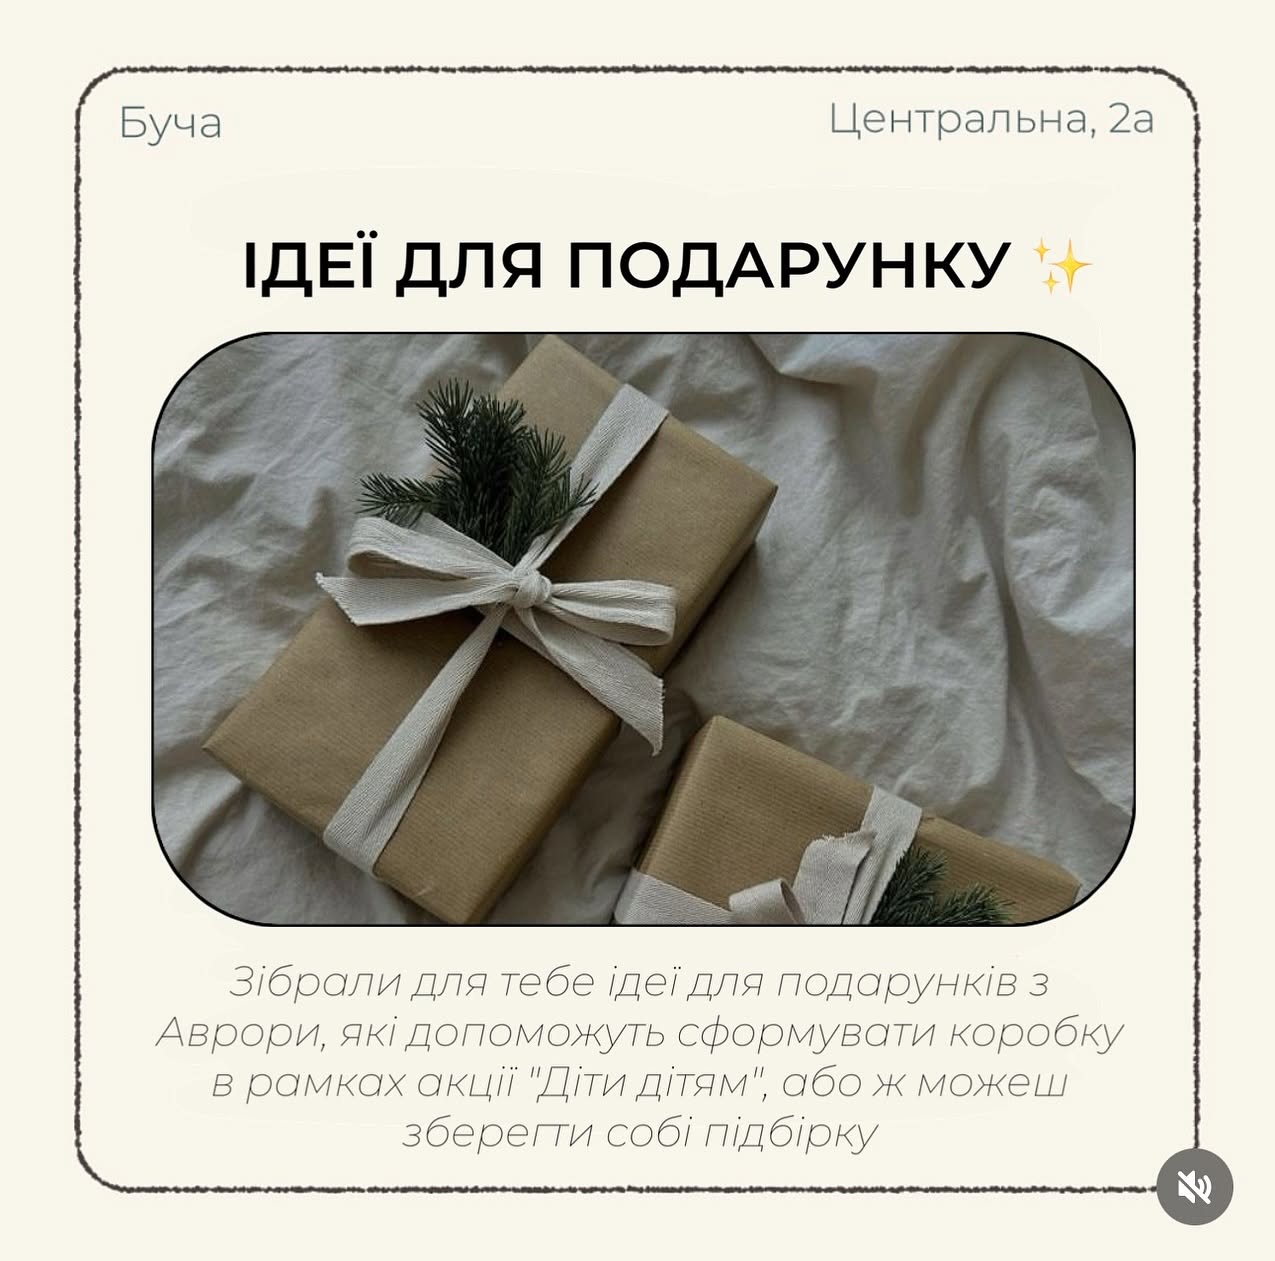 Буча
Центральна, 2а
ІДЕЇ ДЛЯ ПОДАРУНКУ ✨
Зібрали для тебе ідеї для подарунків з
Аврори, які допоможуть сформувати коробку
в рамках акції "Діти дітям", або ж можеш
зберегти собі підбірку